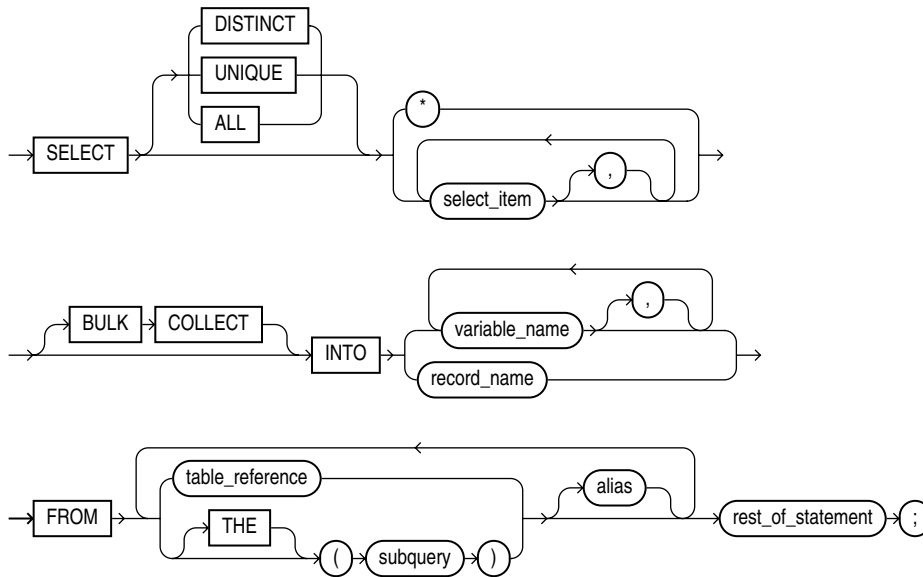 DISTINCT
UNIQUE
ALL
*
SELECT
,
select_item
BULK COLLECT
INTO
variable_name ,
record_name
table_reference
alias
FROM
THE
rest_of_statement ;
( subquery )